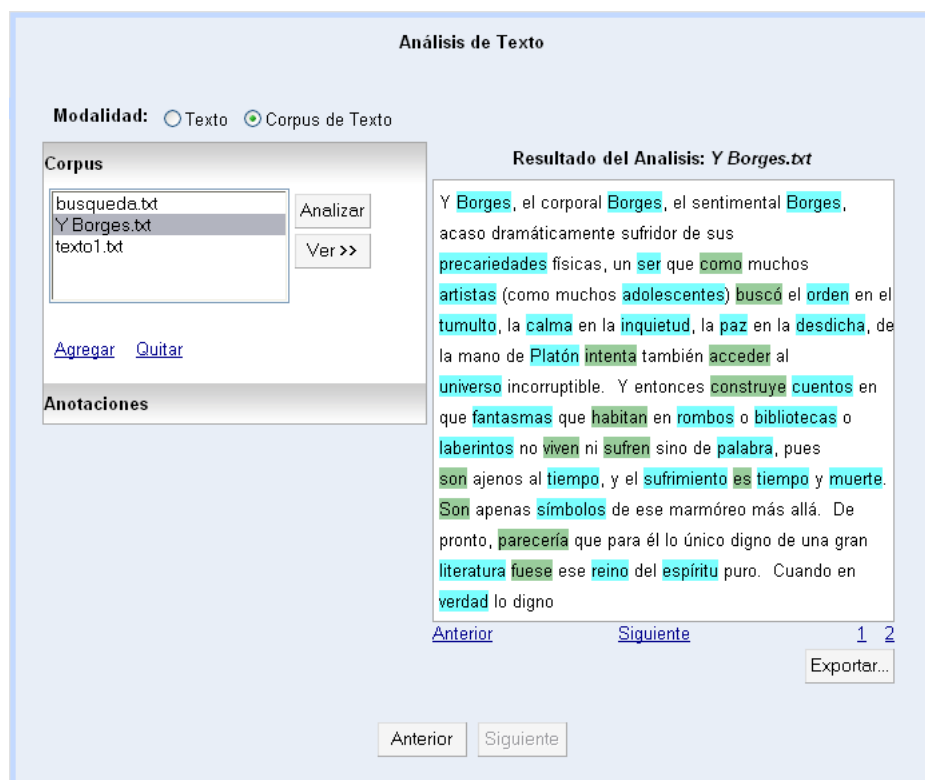 Análisis de Texto
Modalidad: Texto Corpus de Texto
Corpus
busqueda.txt
Y Borges.txt
texto1.txt
Analizar
Ver >>
Agregar Quitar
Anotaciones
Resultado del Analisis: Y Borges.txt
Y Borges, el corporal Borges, el sentimental Borges,
acaso dramáticamente sufridor de sus
precariedades físicas, un ser que como muchos
artistas (como muchos adolescentes) buscó el orden en el
tumulto, la calma en la inquietud, la paz en la desdicha, de
la mano de Platón intenta también acceder al
universo incorruptible. Y entonces construye cuentos en
que fantasmas que habitan en rombos o bibliotecas o
laberintos no viven ni sufren sino de palabra, pues
son ajenos al tiempo, y el sufrimiento es tiempo y muerte.
Son apenas símbolos de ese marmóreo más allá. De
pronto, parecería que para él lo único digno de una gran
literatura fuese ese reino del espíritu puro. Cuando en
verdad lo digno
Anterior Siguiente 1 2
Exportar...
Anterior Siguiente